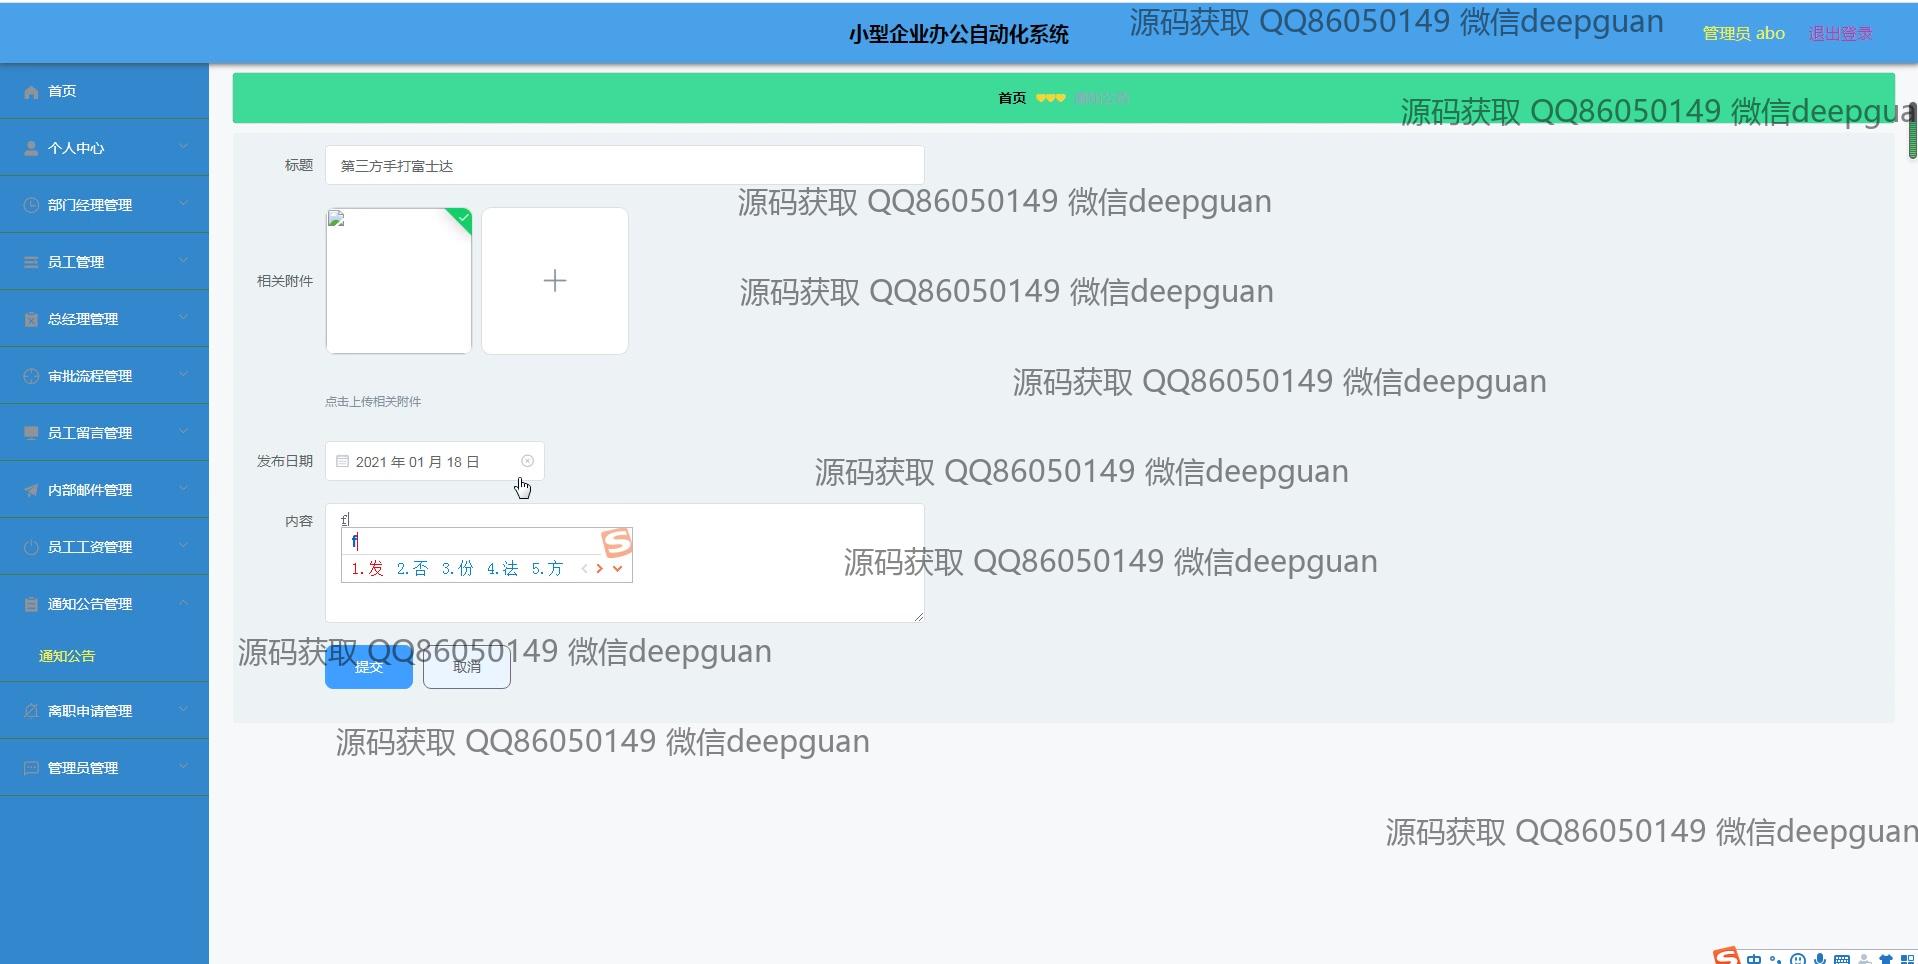 小型企业办公自动化系统
源码获取 QQ86050149 微信deepguan
管理员 abo
退出登录
首页
个人中心
部门经理管理
员工管理
总经理管理
审批流程管理
员工留言管理
内部邮件管理
员工工资管理
通知公告管理
通知公告
离职申请管理
管理员管理
首页
通知公告
源码获取 QQ86050149 微信deepgua
标题
第三方手打富士达
源码获取 QQ86050149 微信deepguan
相关附件
源码获取 QQ86050149 微信deepguan
源码获取 QQ86050149 微信deepguan
点击上传相关附件
发布日期
2021 年 01 月 18 日
源码获取 QQ86050149 微信deepguan
内容
f
f
1.发 2.否 3.份 4.法 5.方
源码获取 QQ86050149 微信deepguan
源码获取 QQ86050149 微信deepguan
提交
取消
源码获取 QQ86050149 微信deepguan
源码获取 QQ86050149 微信deepguan
中